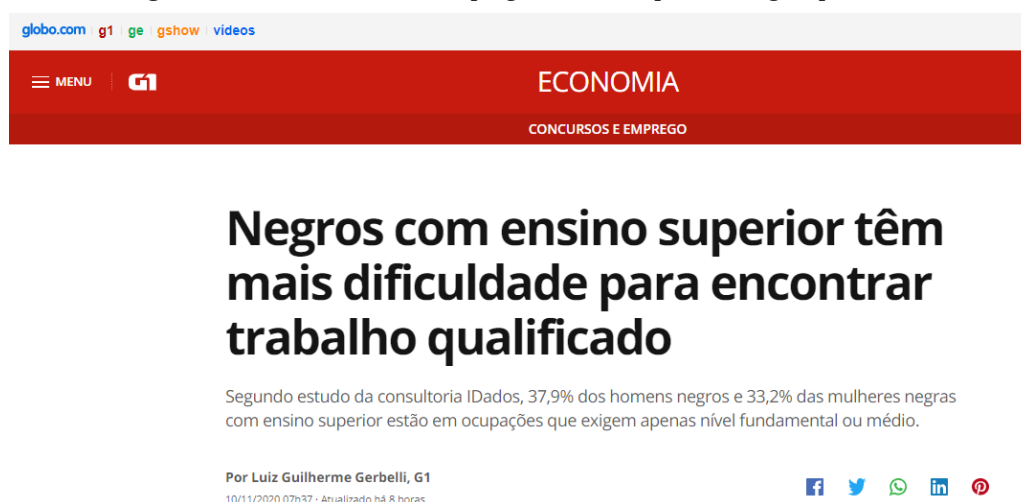 globo.com g1 ge gshow vídeos
MENU G1 ECONOMIA
CONCURSOS E EMPREGO
Negros com ensino superior têm
mais dificuldade para encontrar
trabalho qualificado
Segundo estudo da consultoria IDados, 37,9% dos homens negros e 33,2% das mulheres negras
com ensino superior estão em ocupações que exigem apenas nível fundamental ou médio.
Por Luiz Guilherme Gerbelli, G1
10/11/2020 07h37 · Atualizado há 8 horas